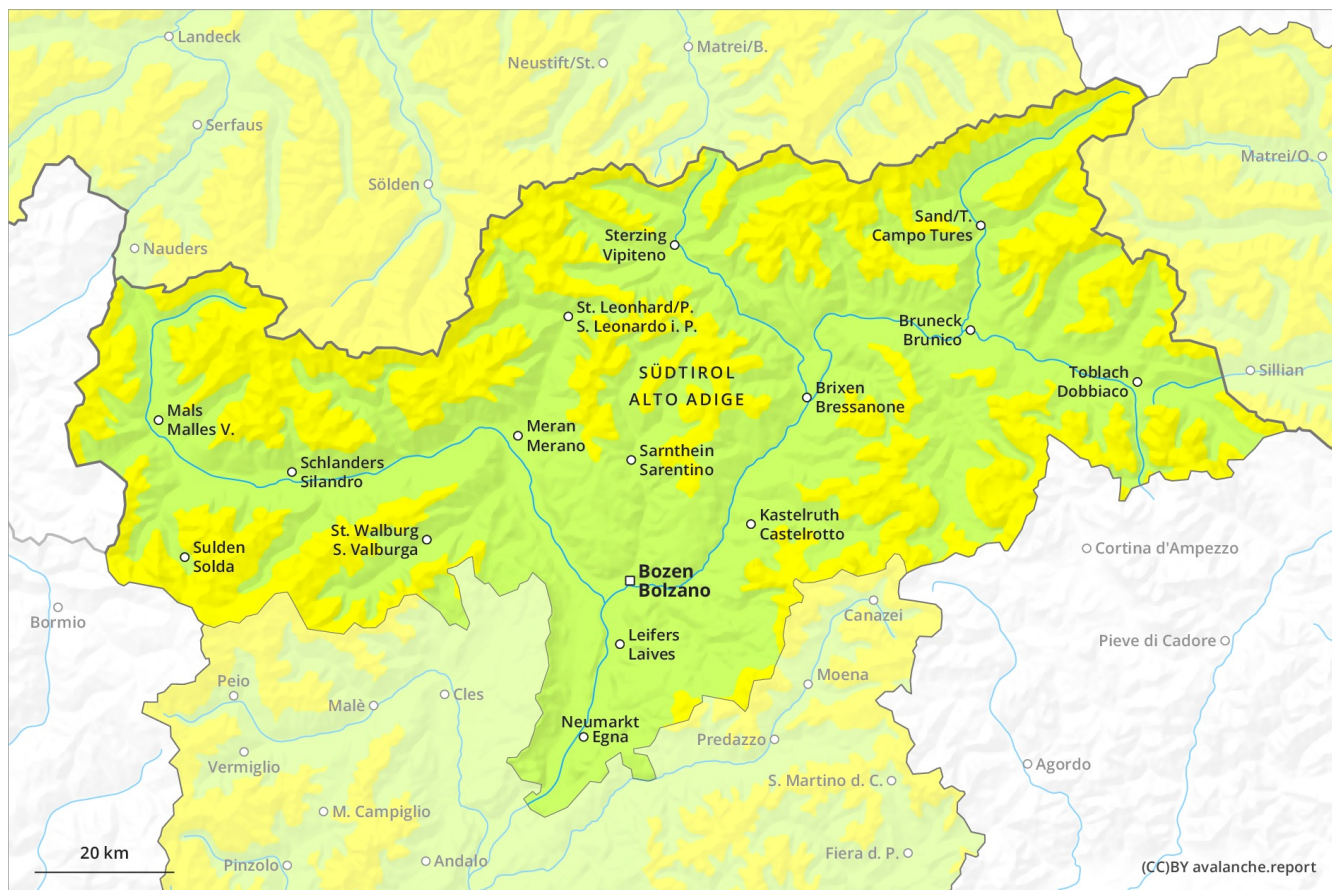 Landeck
Matrei/B.
Neustift/St.
Serfaus
Matrei/O.
Sölden
Nauders
Sterzing
Vipiteno
Sand/T.
Campo Tures
St. Leonhard/P.
S. Leonardo i. P.
Bruneck
Brunico
SÜDTIROL
ALTO ADIGE
Toblach
Dobbiaco
Sillian
Brixen
Bressanone
Mals
Malles V.
Meran
Merano
Sarnthein
Sarentino
Schlanders
Silandro
Kastelruth
Castelrotto
St. Walburg
S. Valburga
Sulden
Solda
Cortina d'Ampezzo
Bozen
Bolzano
Bormio
Canazei
Leifers
Laives
Pieve di Cadore
Peio
Moena
Malè
Cles
Neumarkt
Egna
Predazzo
Vermiglio
Agordo
S. Martino d. C.
M. Campiglio
20 km
Pinzolo
Andalo
Fiera d. P.
(CC)BY avalanche.report